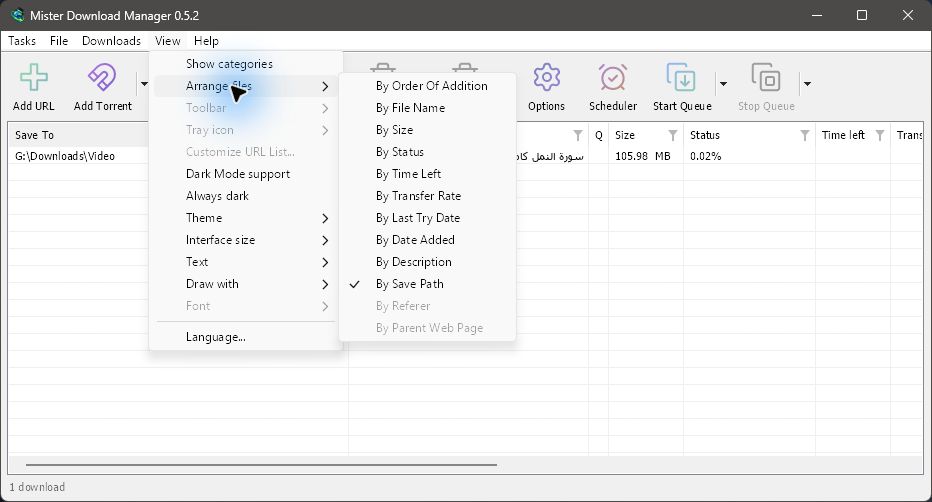 Mister Download Manager 0.5.2
Tasks File Downloads View Help
Add URL
Add Torrent
Options
Scheduler
Start Queue
Stop Queue
Show categories
Arrange files
Toolbar
Tray icon
Customize URL List...
Dark Mode support
Always dark
Theme
Interface size
Text
Draw with
Font
Language...
By Order Of Addition
By File Name
By Size
By Status
By Time Left
By Transfer Rate
By Last Try Date
By Date Added
By Description
By Save Path
By Referer
By Parent Web Page
Save To Q Size Status Time left Trans
G:\Downloads\Video سورة النمل 105.98 MB 0.02%
1 download